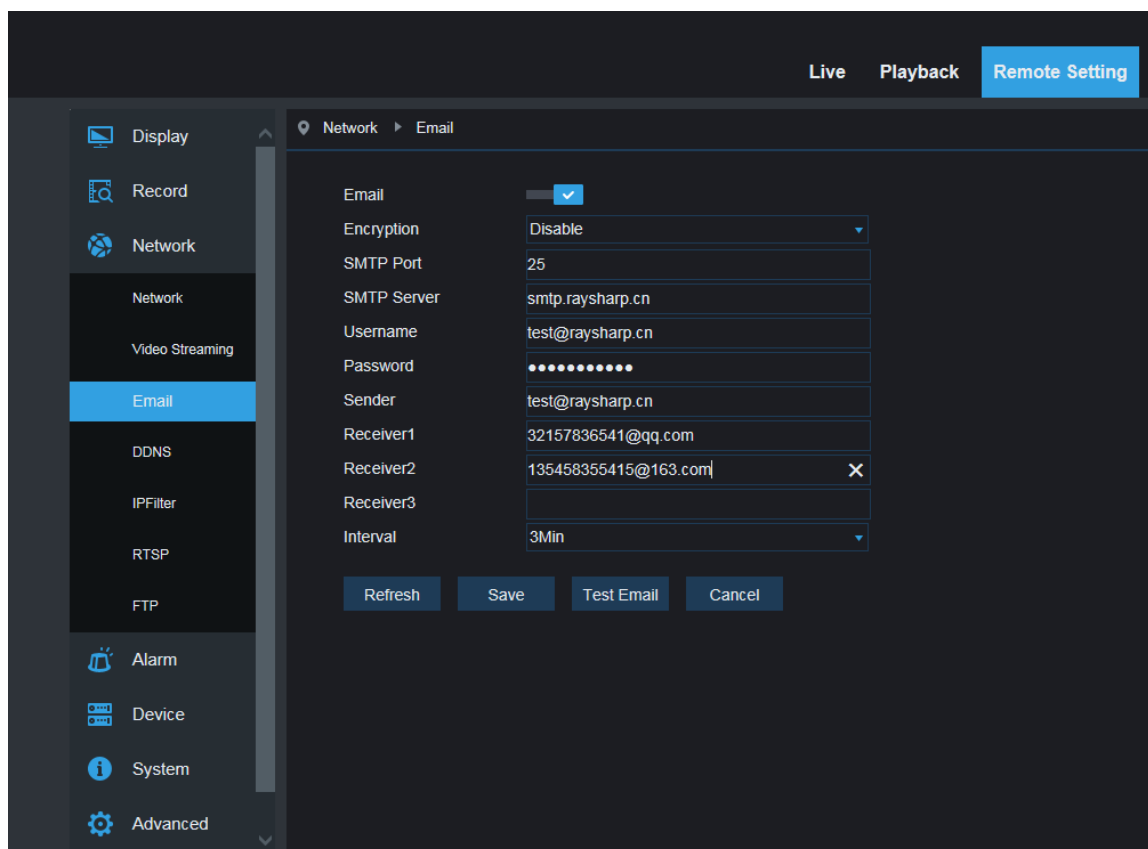 Live Playback Remote Setting
Display
Record
Network
Network
Video Streaming
Email
DDNS
IPFilter
RTSP
FTP
Alarm
Device
System
Advanced
Network Email
Email
Encryption Disable
SMTP Port 25
SMTP Server smtp.raysharp.cn
Username test@raysharp.cn
Password •••••••••••
Sender test@raysharp.cn
Receiver1 32157836541@qq.com
Receiver2 135458355415@163.com
Receiver3
Interval 3Min
Refresh Save Test Email Cancel